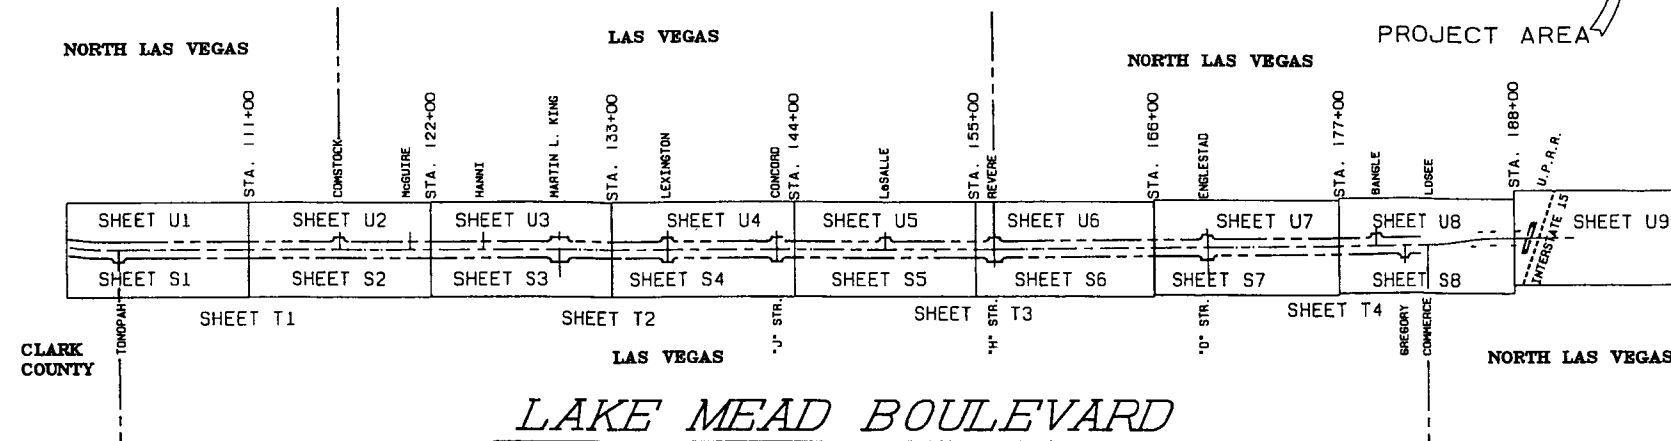 PROJECT AREA
NORTH LAS VEGAS
LAS VEGAS
NORTH LAS VEGAS
STA. 111+00
COMSTOCK
McGUIRE
STA. 122+00
HANNI
MARTIN L. KING
STA. 133+00
LEXINGTON
CONCORD
STA. 144+00
LaSALLE
STA. 155+00
REVERE
STA. 166+00
ENGLESTAD
STA. 177+00
BANGLE
LOSEE
STA. 188+00
U.P.R.R.
SHEET U1
SHEET U2
SHEET U3
SHEET U4
SHEET U5
SHEET U6
SHEET U7
SHEET U8
SHEET U9
INTERSTATE 15
SHEET S1
SHEET S2
SHEET S3
SHEET S4
SHEET S5
SHEET S6
SHEET S7
SHEET S8
TONOPAH
SHEET T1
SHEET T2
"J" STR.
SHEET T3
"H" STR.
"D" STR.
SHEET T4
GREGORY
COMMERCE
CLARK
COUNTY
LAS VEGAS
NORTH LAS VEGAS
LAKE MEAD BOULEVARD